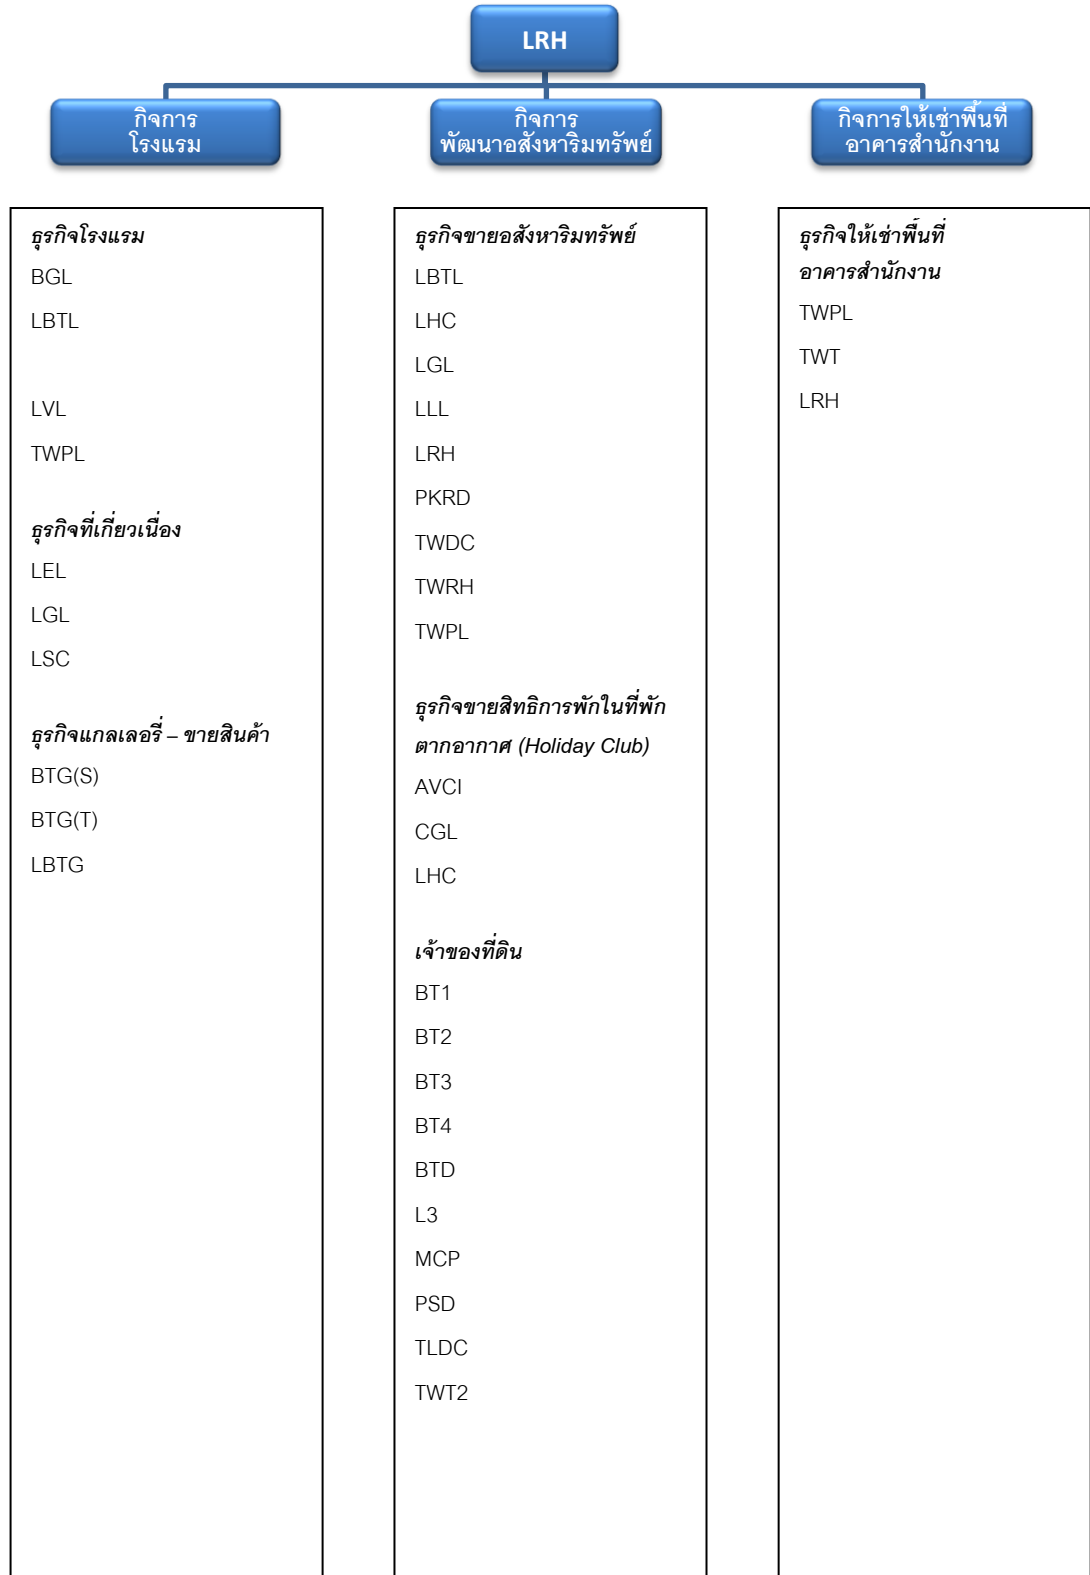 LRH
กิจการ
โรงแรม
กิจการ
พัฒนาอสังหาริมทรัพย์
กิจการให้เช่าพื้นที่
อาคารสำนักงาน
ธุรกิจโรงแรม
BGL
LBTL
LVL
TWPL
ธุรกิจที่เกี่ยวเนื่อง
LEL
LGL
LSC
ธุรกิจแกลเลอรี่ – ขายสินค้า
BTG(S)
BTG(T)
LBTG
ธุรกิจขายอสังหาริมทรัพย์
LBTL
LHC
LGL
LLL
LRH
PKRD
TWDC
TWRH
TWPL
ธุรกิจขายสิทธิการพักในที่พัก
ตากอากาศ (Holiday Club)
AVCI
CGL
LHC
เจ้าของที่ดิน
BT1
BT2
BT3
BT4
BTD
L3
MCP
PSD
TLDC
TWT2
ธุรกิจให้เช่าพื้นที่
อาคารสำนักงาน
TWPL
TWT
LRH